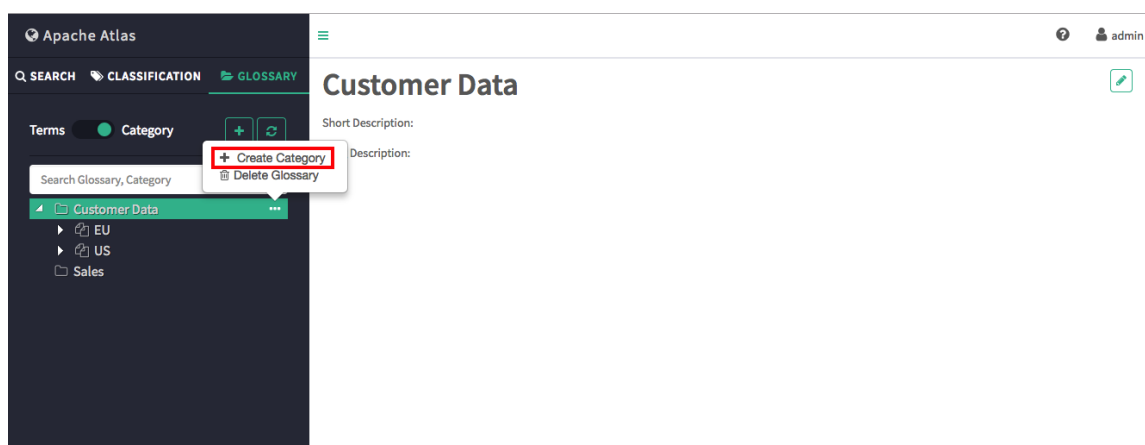 Apache Atlas
admin
SEARCH CLASSIFICATION GLOSSARY
Customer Data
Terms Category
Short Description:
Description:
+ Create Category
Delete Glossary
Search Glossary, Category
Customer Data
EU
US
Sales